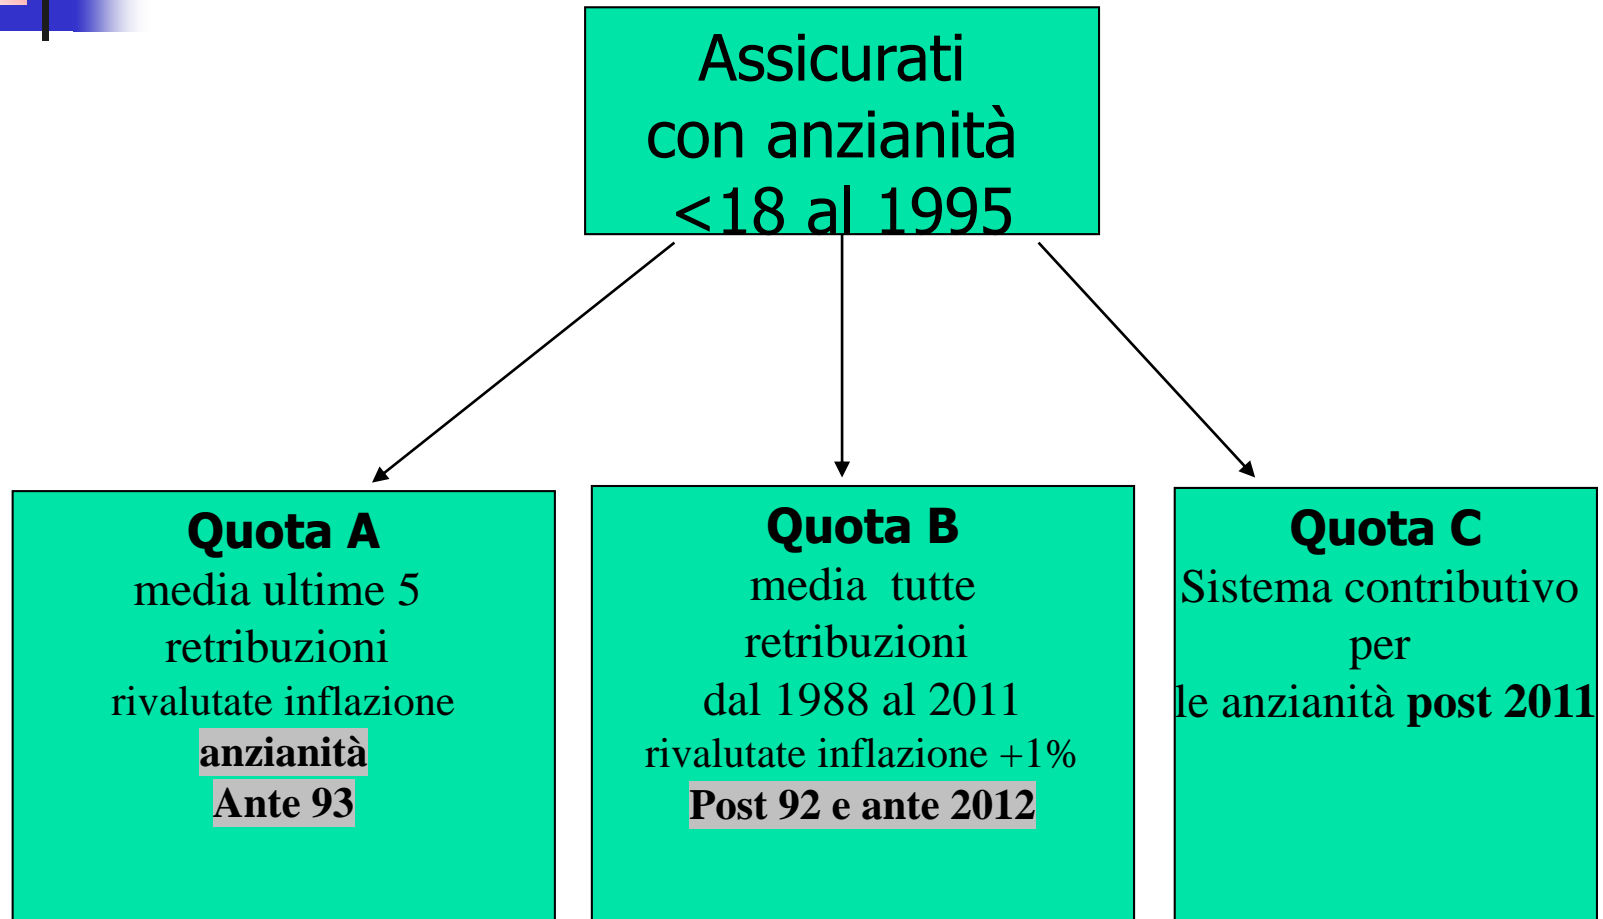 Assicurati
con anzianità
<18 al 1995
Quota A
media ultime 5
retribuzioni
rivalutate inflazione
anzianità
Ante 93
Quota B
media tutte
retribuzioni
dal 1988 al 2011
rivalutate inflazione +1%
Post 92 e ante 2012
Quota C
Sistema contributivo
per
le anzianità post 2011